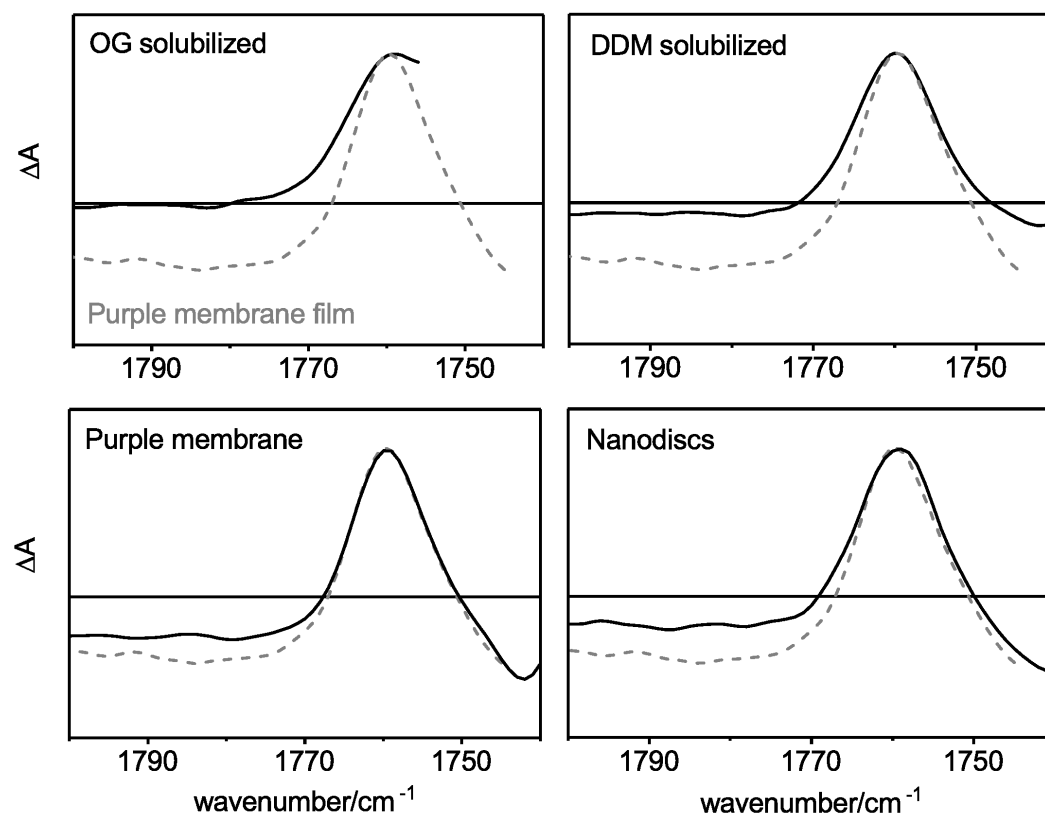 OG solubilized
DDM solubilized
ΔA
Purple membrane film
1790 1770 1750
1790 1770 1750
Purple membrane
Nanodiscs
ΔA
1790 1770 1750
1790 1770 1750
wavenumber/cm⁻¹
wavenumber/cm⁻¹